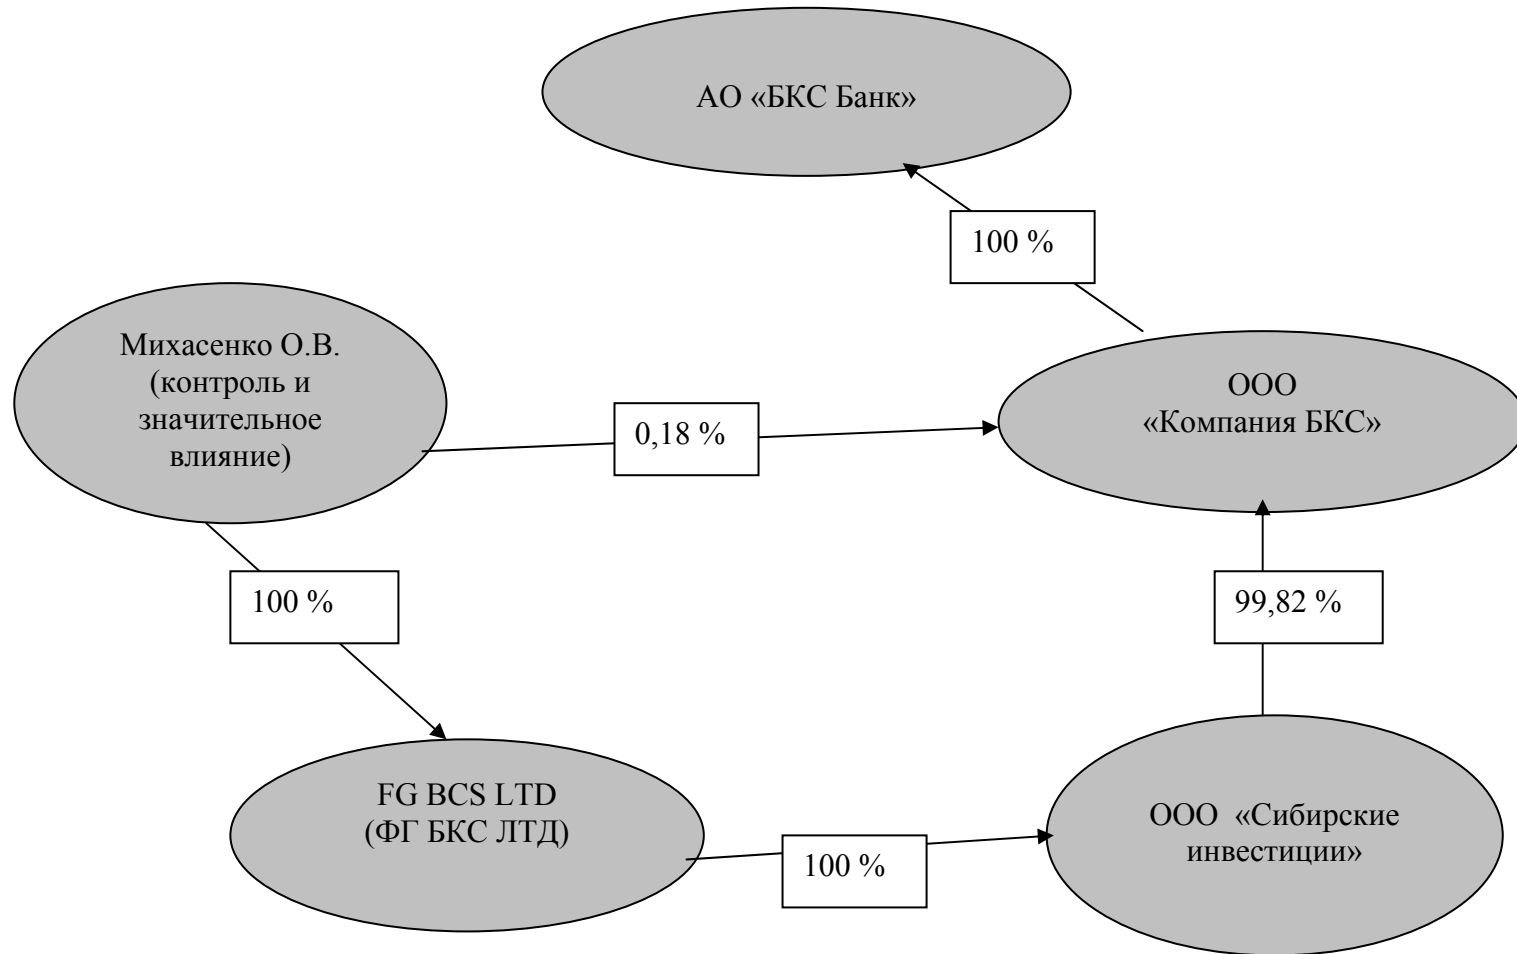 АО «БКС Банк»
100 %
Михасенко О.В.
(контроль и
значительное
влияние)
0,18 %
ООО
«Компания БКС»
100 %
99,82 %
FG BCS LTD
(ФГ БКС ЛТД)
100 %
ООО «Сибирские
инвестиции»